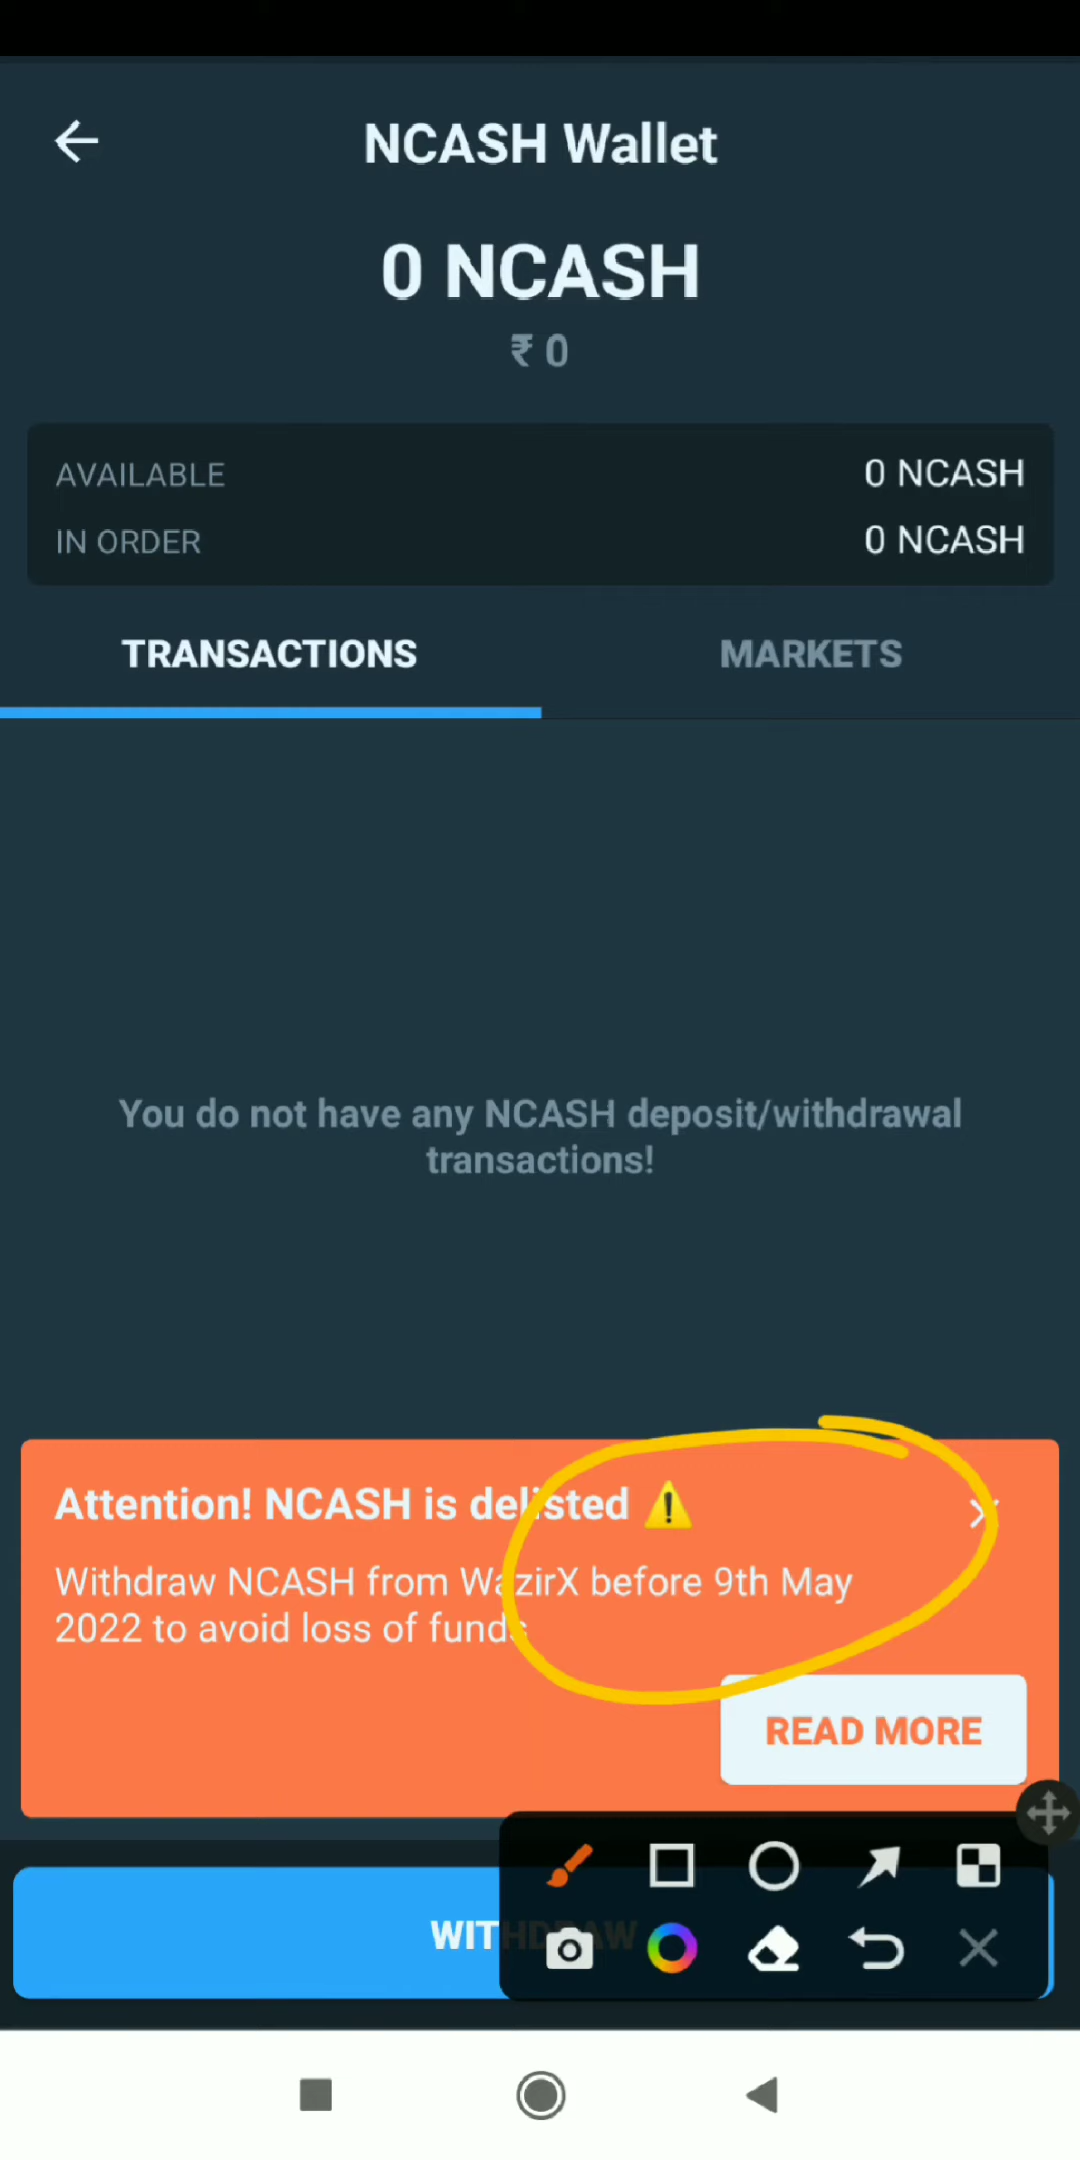 NCASH Wallet
0 NCASH
₹ 0
AVAILABLE 0 NCASH
IN ORDER 0 NCASH
TRANSACTIONS MARKETS
You do not have any NCASH deposit/withdrawal
transactions!
Attention! NCASH is delisted ⚠️
Withdraw NCASH from WazirX before 9th May
2022 to avoid loss of funds
READ MORE
WITHDRAW